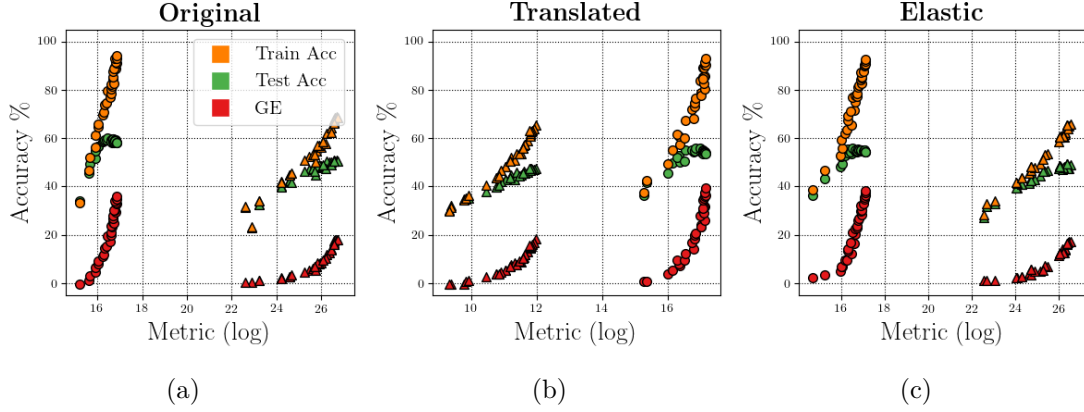 Original
Translated
Elastic
Accuracy %
100
80
60
40
20
0
Train Acc
Test Acc
GE
16
18
20
22
24
26
Metric (log)
(a)
Accuracy %
100
80
60
40
20
0
10
12
14
16
Metric (log)
(b)
Accuracy %
100
80
60
40
20
0
16
18
20
22
24
26
Metric (log)
(c)